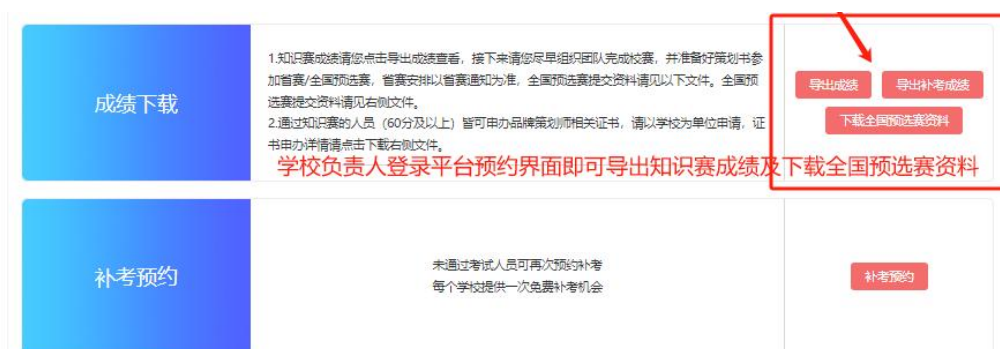 成绩下载
1.知识赛成绩请您点击导出成绩查看，接下来请您尽早组织团队完成校赛，并准备好策划书参
加省赛/全国预选赛，省赛安排以省赛通知为准，全国预选赛提交资料请见以下文件。全国预
选赛提交资料请见右侧文件。
2.通过知识赛的人员（60分及以上）皆可申办品牌策划师相关证书，请以学校为单位申请，证
书申办详情请点击下载右侧文件。
导出成绩
导出补考成绩
下载全国预选赛资料
学校负责人登录平台预约界面即可导出知识赛成绩及下载全国预选赛资料
补考预约
未通过考试人员可再次预约补考
每个学校提供一次免费补考机会
补考预约